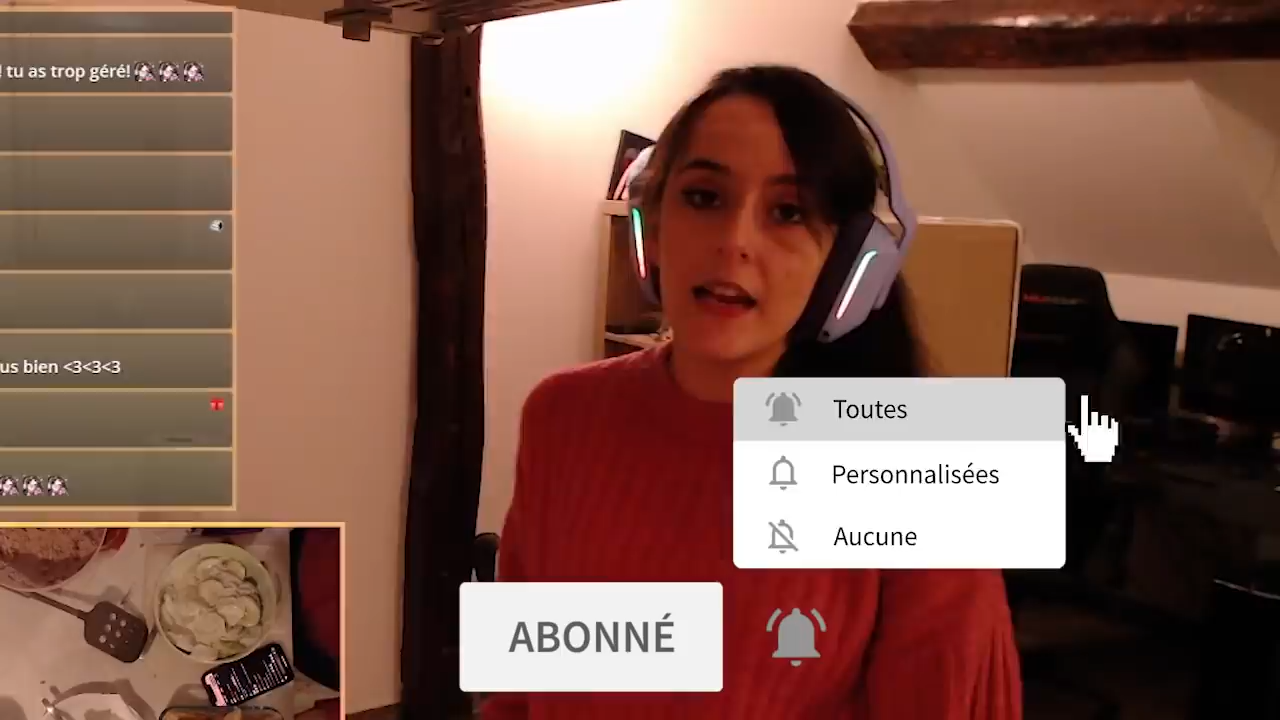 ! tu as trop géré!
us bien <3<3<3
Toutes
Personnalisées
Aucune
ABONNÉ